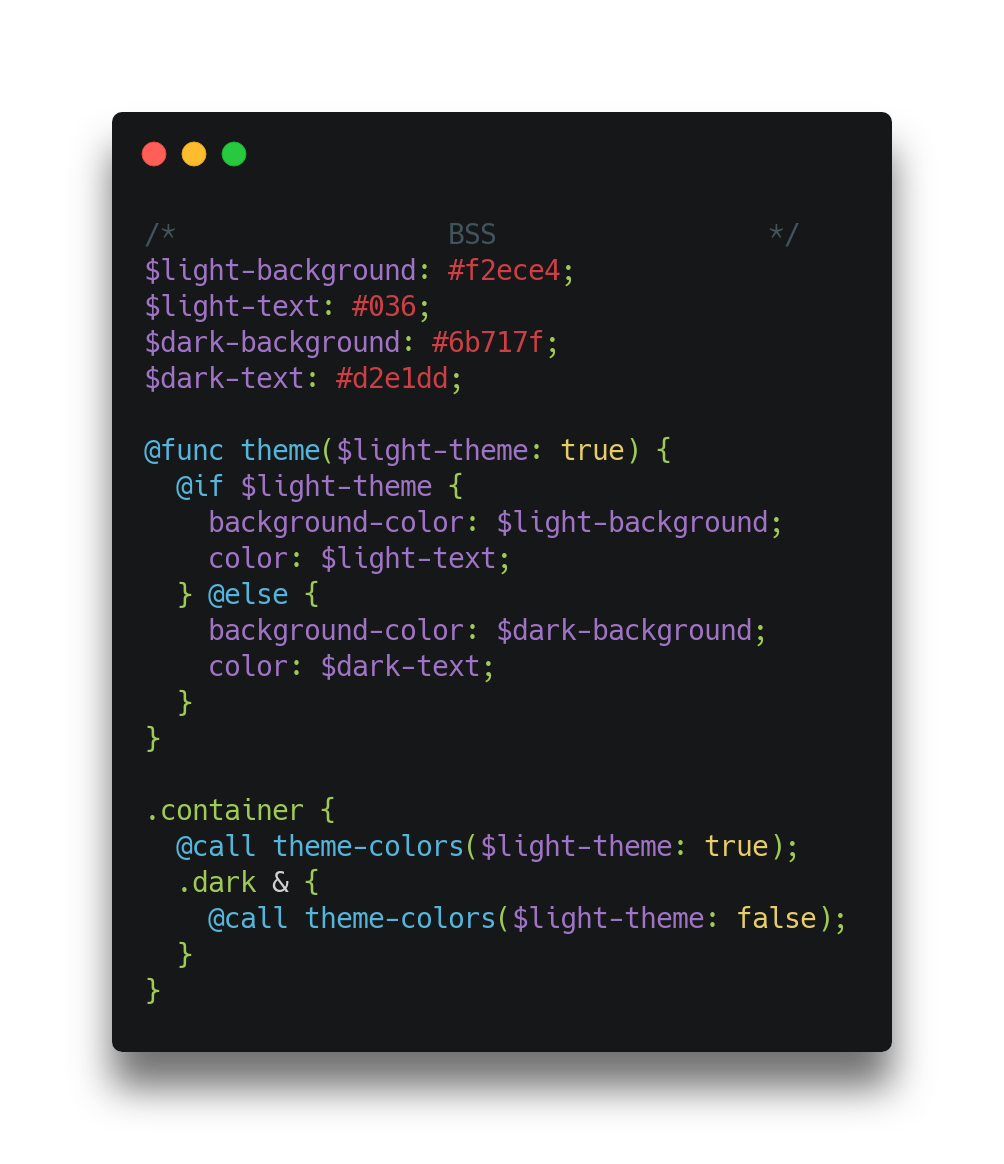 /*                 BSS                 */
$light-background: #f2ece4;
$light-text: #036;
$dark-background: #6b717f;
$dark-text: #d2e1dd;

@func theme($light-theme: true) {
  @if $light-theme {
    background-color: $light-background;
    color: $light-text;
  } @else {
    background-color: $dark-background;
    color: $dark-text;
  }
}

.container {
  @call theme-colors($light-theme: true);
  .dark & {
    @call theme-colors($light-theme: false);
  }
}